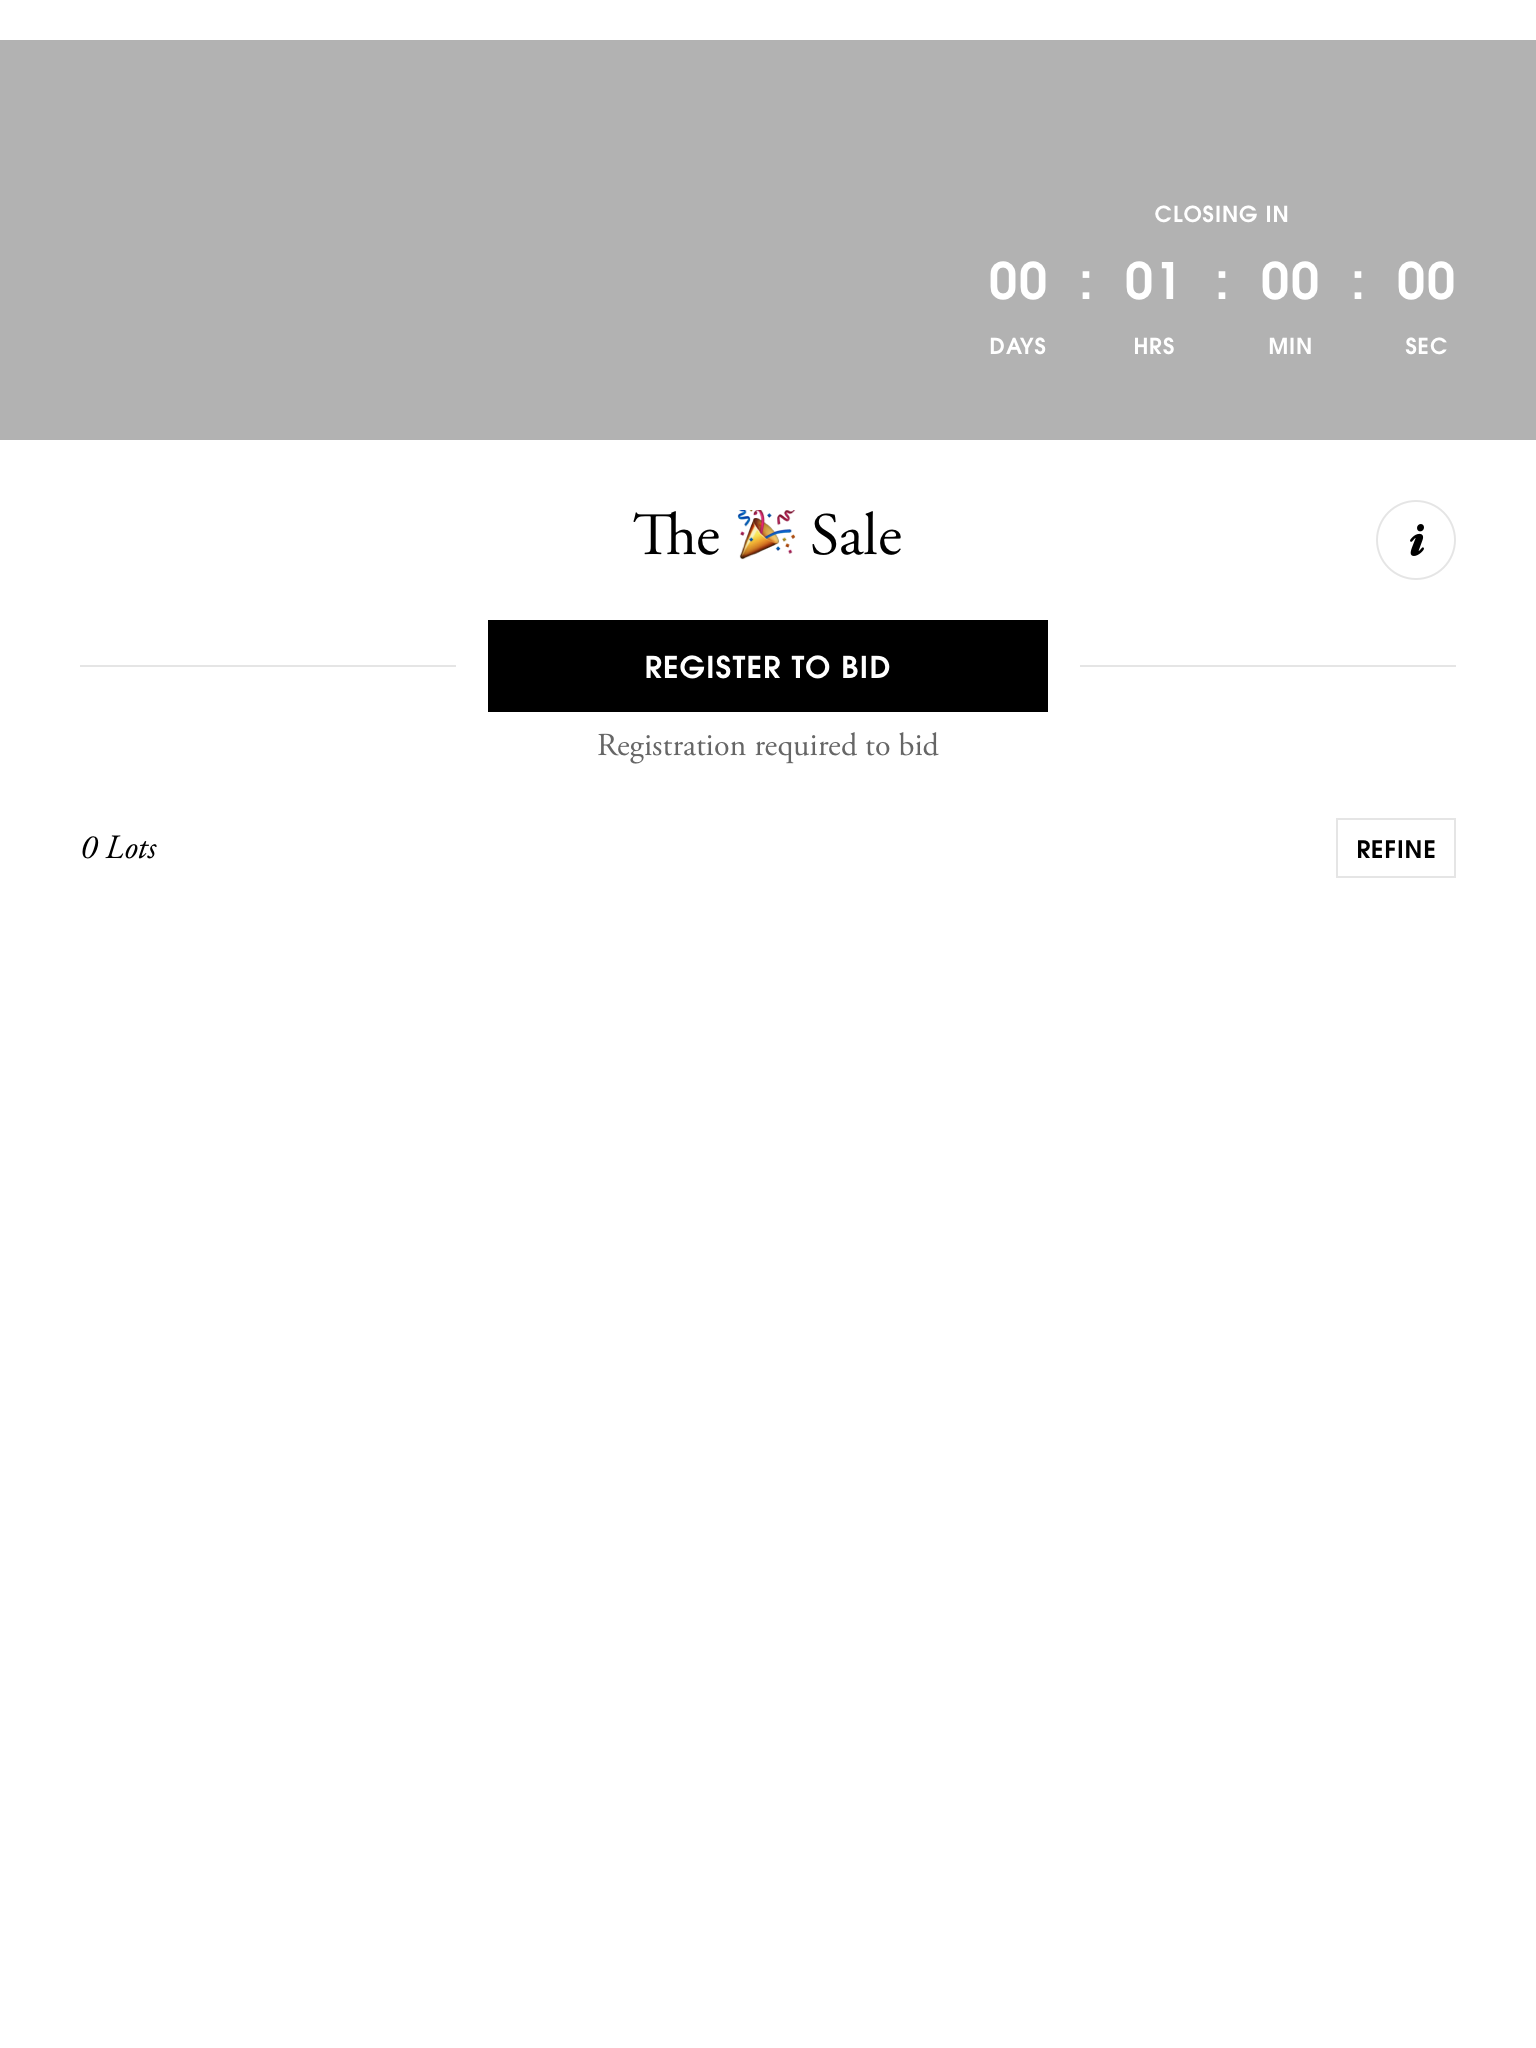 CLOSING IN
00 : 01 : 00 : 00
DAYS HRS MIN SEC
The 🎉 Sale
i
REGISTER TO BID
Registration required to bid
0 Lots
REFINE